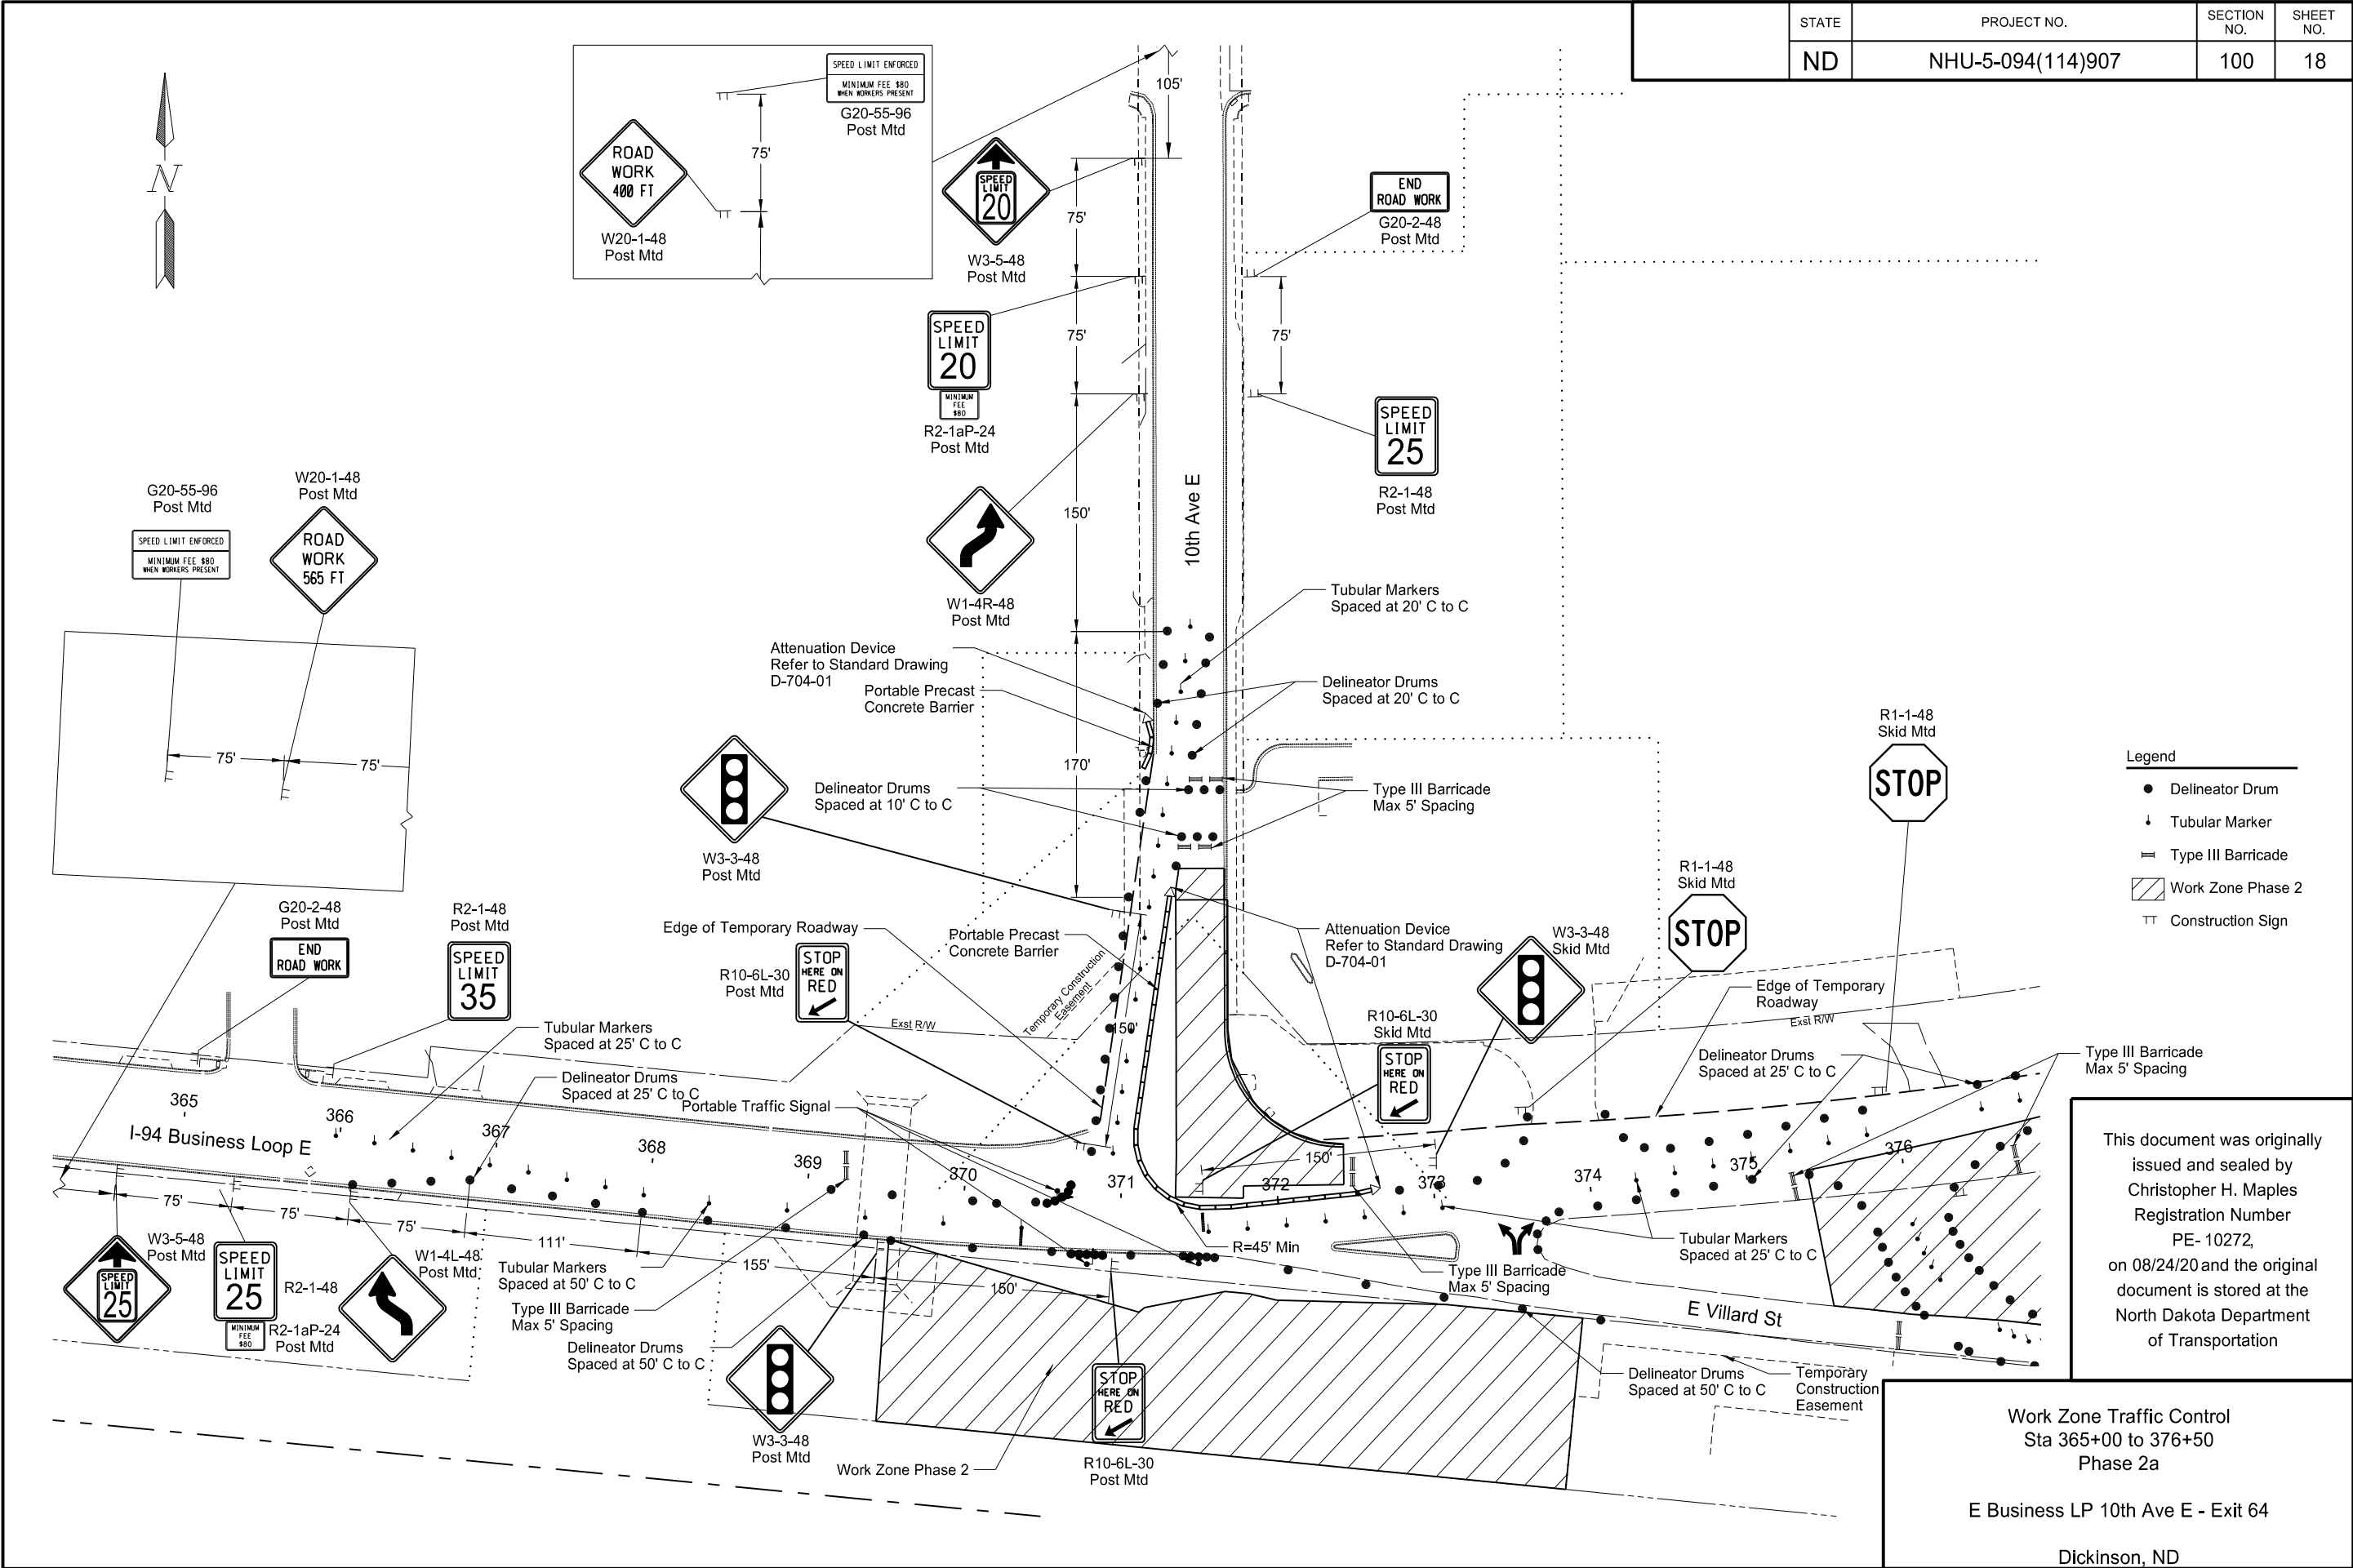 STATE
PROJECT NO.
SECTION
NO.
SHEET
NO.
ND
NHU-5-094(114)907
100
18
N
SPEED LIMIT ENFORCED
MINIMUM FEE $80
WHEN WORKERS PRESENT
G20-55-96
Post Mtd
ROAD
WORK
400 FT
W20-1-48
Post Mtd
75'
105'
SPEED
LIMIT
20
W3-5-48
Post Mtd
75'
END
ROAD WORK
G20-2-48
Post Mtd
SPEED
LIMIT
20
MINIMUM
FEE
$80
R2-1aP-24
Post Mtd
75'
75'
SPEED
LIMIT
25
R2-1-48
Post Mtd
150'
10th Ave E
W1-4R-48
Post Mtd
G20-55-96
Post Mtd
SPEED LIMIT ENFORCED
MINIMUM FEE $80
WHEN WORKERS PRESENT
W20-1-48
Post Mtd
ROAD
WORK
565 FT
75'
75'
Tubular Markers
Spaced at 20' C to C
Attenuation Device
Refer to Standard Drawing
D-704-01
Portable Precast
Concrete Barrier
Delineator Drums
Spaced at 20' C to C
170'
W3-3-48
Post Mtd
Delineator Drums
Spaced at 10' C to C
Type III Barricade
Max 5' Spacing
R1-1-48
Skid Mtd
STOP
Legend
Delineator Drum
Tubular Marker
Type III Barricade
Work Zone Phase 2
Construction Sign
R1-1-48
Skid Mtd
STOP
G20-2-48
Post Mtd
END
ROAD WORK
R2-1-48
Post Mtd
SPEED
LIMIT
35
Edge of Temporary Roadway
Portable Precast
Concrete Barrier
R10-6L-30
Post Mtd
STOP
HERE ON
RED
Exst R/W
Temporary Construction
Easement
150'
Attenuation Device
Refer to Standard Drawing
D-704-01
W3-3-48
Skid Mtd
R10-6L-30
Skid Mtd
STOP
HERE ON
RED
Edge of Temporary
Roadway
Exst R/W
Delineator Drums
Spaced at 25' C to C
Type III Barricade
Max 5' Spacing
Tubular Markers
Spaced at 25' C to C
Delineator Drums
Spaced at 25' C to C
Portable Traffic Signal
365
366
367
368
369
370
371
372
373
374
375
376
I-94 Business Loop E
150'
75'
75'
75'
111'
155'
150'
R=45' Min
W3-5-48
Post Mtd
SPEED
LIMIT
25
SPEED
LIMIT
25
R2-1-48
MINIMUM
FEE
$80
R2-1aP-24
Post Mtd
W1-4L-48
Post Mtd
Tubular Markers
Spaced at 50' C to C
Type III Barricade
Max 5' Spacing
Delineator Drums
Spaced at 50' C to C
W3-3-48
Post Mtd
Work Zone Phase 2
STOP
HERE ON
RED
R10-6L-30
Post Mtd
Type III Barricade
Max 5' Spacing
Tubular Markers
Spaced at 25' C to C
E Villard St
Delineator Drums
Spaced at 50' C to C
Temporary
Construction
Easement
This document was originally
issued and sealed by
Christopher H. Maples
Registration Number
PE- 10272,
on 08/24/20 and the original
document is stored at the
North Dakota Department
of Transportation
Work Zone Traffic Control
Sta 365+00 to 376+50
Phase 2a
E Business LP 10th Ave E - Exit 64
Dickinson, ND